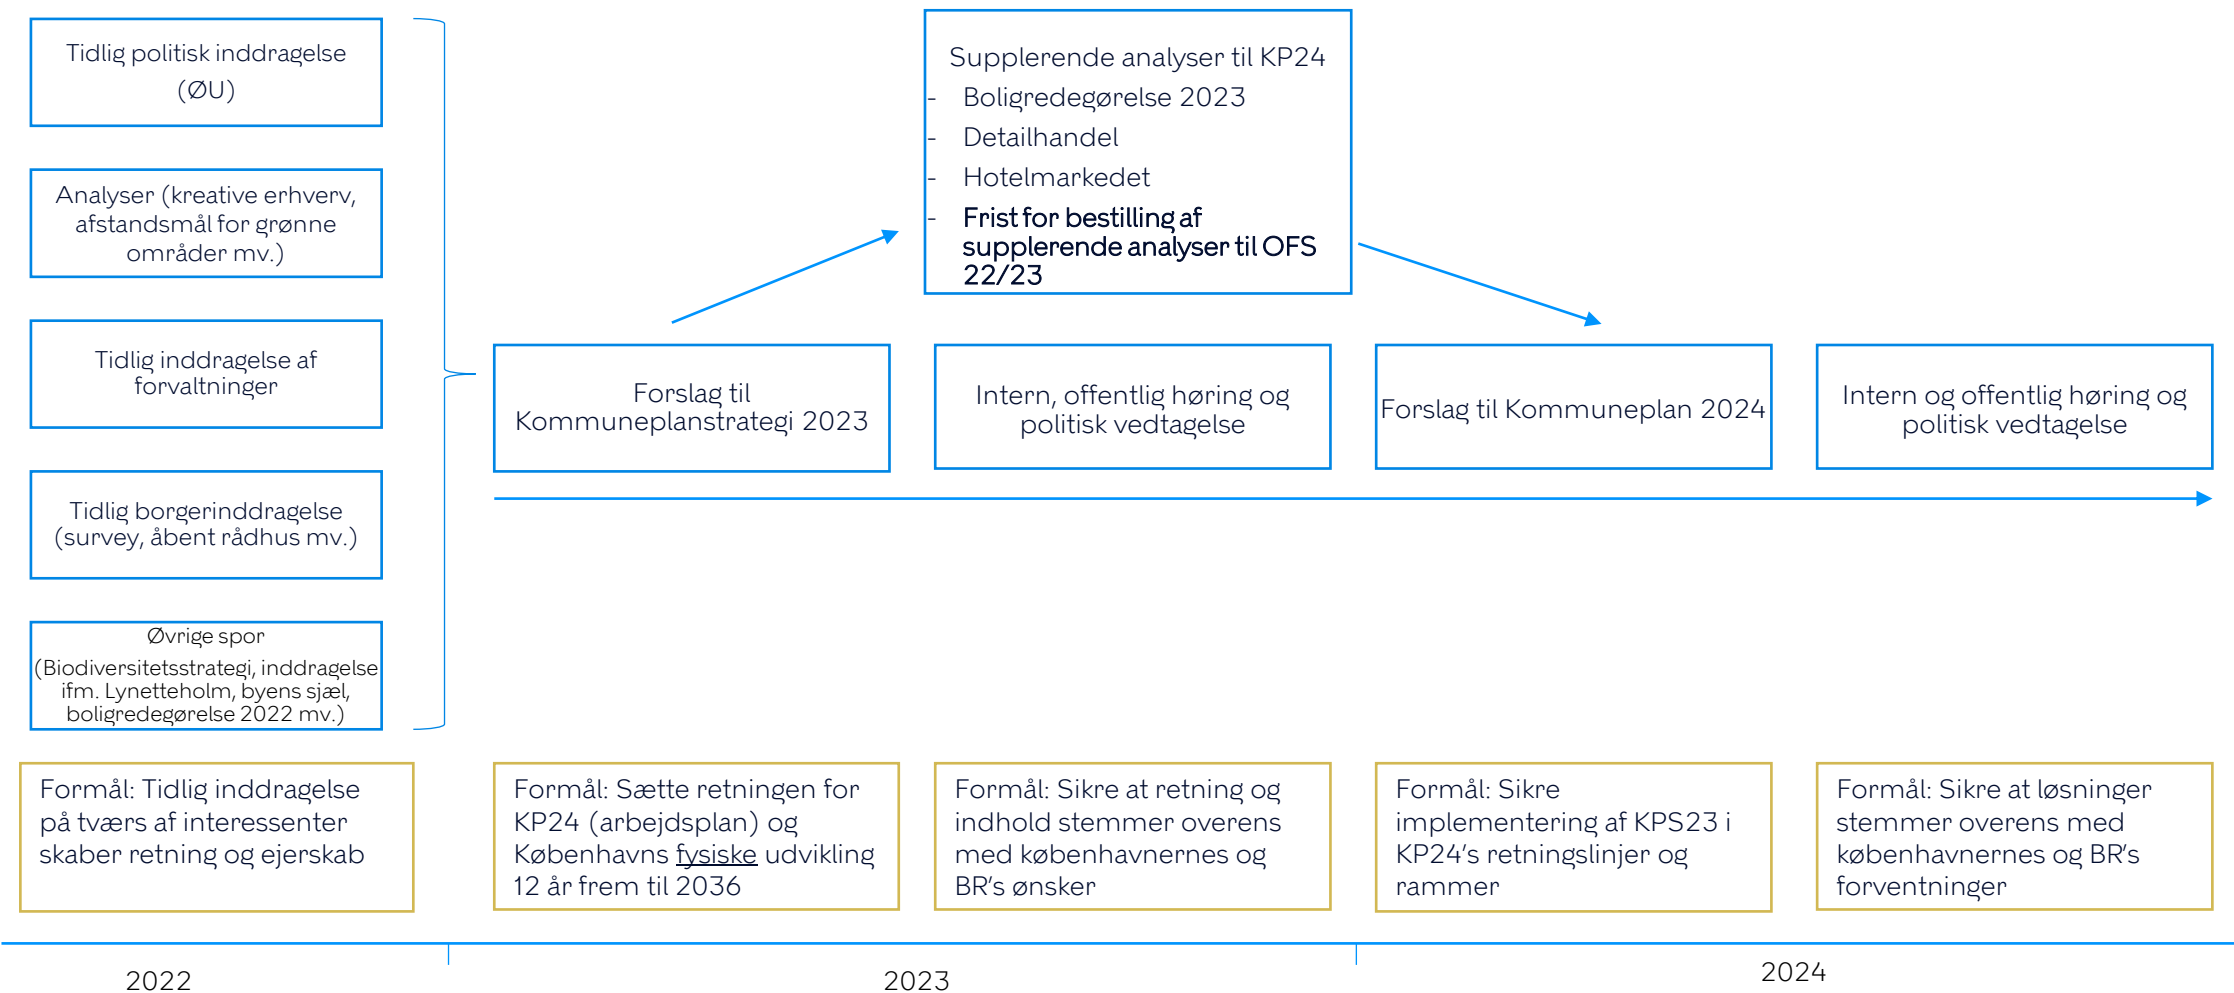 Tidlig politisk inddragelse
(ØU)
Analyser (kreative erhverv,
afstandsmål for grønne
områder mv.)
Tidlig inddragelse af
forvaltninger
Tidlig borgerinddragelse
(survey, åbent rådhus mv.)
Øvrige spor
(Biodiversitetsstrategi, inddragelse
ifm. Lynetteholm, byens sjæl,
boligredegørelse 2022 mv.)
Supplerende analyser til KP24
- Boligredegørelse 2023
- Detailhandel
- Hotelmarkedet
- Frist for bestilling af
supplerende analyser til OFS
22/23
Forslag til
Kommuneplanstrategi 2023
Intern, offentlig høring og
politisk vedtagelse
Forslag til Kommuneplan 2024
Intern og offentlig høring og
politisk vedtagelse
Formål: Tidlig inddragelse
på tværs af interessenter
skaber retning og ejerskab
Formål: Sætte retningen for
KP24 (arbejdsplan) og
Københavns fysiske udvikling
12 år frem til 2036
Formål: Sikre at retning og
indhold stemmer overens
med københavnernes og
BR's ønsker
Formål: Sikre
implementering af KPS23 i
KP24's retningslinjer og
rammer
Formål: Sikre at løsninger
stemmer overens med
københavnernes og BR's
forventninger
2022
2023
2024